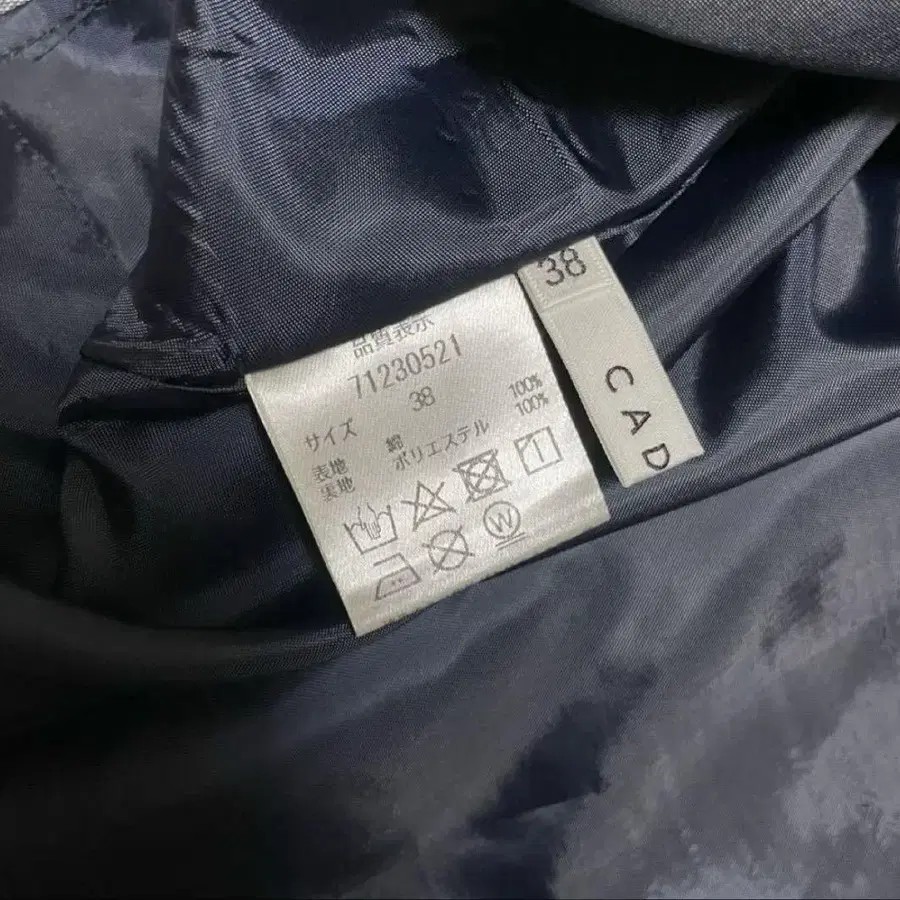 品質表示
71230521
サイズ 38
表地 綿 100%
裏地 ポリエステル 100%
W
38
CAD